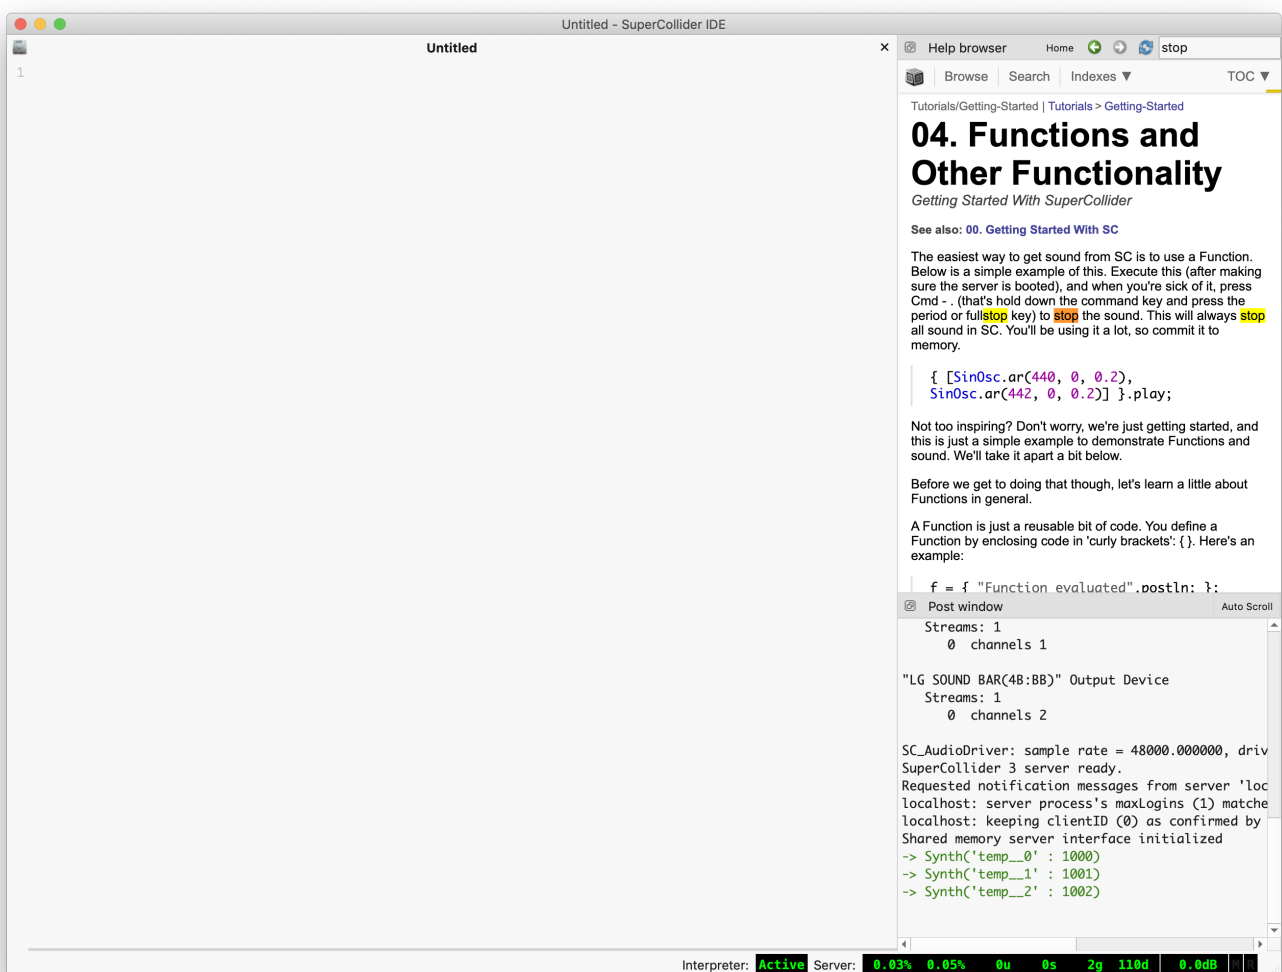 Untitled - SuperCollider IDE
Untitled
×
Help browser
Home
stop
1
Browse
Search
Indexes ▼
TOC ▼
Tutorials/Getting-Started | Tutorials > Getting-Started
04. Functions and
Other Functionality
Getting Started With SuperCollider
See also: 00. Getting Started With SC
The easiest way to get sound from SC is to use a Function.
Below is a simple example of this. Execute this (after making
sure the server is booted), and when you're sick of it, press
Cmd - . (that's hold down the command key and press the
period or fullstop key) to stop the sound. This will always stop
all sound in SC. You'll be using it a lot, so commit it to
memory.
{ [SinOsc.ar(440, 0, 0.2),
SinOsc.ar(442, 0, 0.2)] }.play;
Not too inspiring? Don't worry, we're just getting started, and
this is just a simple example to demonstrate Functions and
sound. We'll take it apart a bit below.
Before we get to doing that though, let's learn a little about
Functions in general.
A Function is just a reusable bit of code. You define a
Function by enclosing code in 'curly brackets': { }. Here's an
example:
f = { "Function evaluated".postln; };
Post window
Auto Scroll
Streams: 1
0 channels 1
"LG SOUND BAR(4B:BB)" Output Device
Streams: 1
0 channels 2
SC_AudioDriver: sample rate = 48000.000000, driv
SuperCollider 3 server ready.
Requested notification messages from server 'loc
localhost: server process's maxLogins (1) matche
localhost: keeping clientID (0) as confirmed by
Shared memory server interface initialized
-> Synth('temp__0' : 1000)
-> Synth('temp__1' : 1001)
-> Synth('temp__2' : 1002)
Interpreter: Active Server: 0.03% 0.05% 0u 0s 2g 110d 0.0dB M R